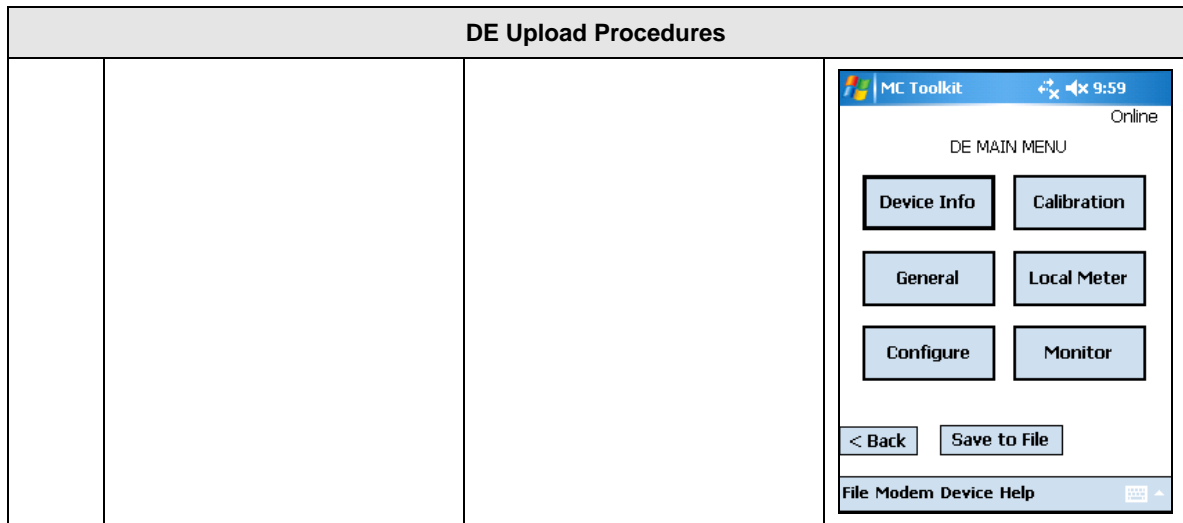 DE Upload Procedures
MC Toolkit 9:59
Online
DE MAIN MENU
Device Info Calibration
General Local Meter
Configure Monitor
< Back Save to File
File Modem Device Help